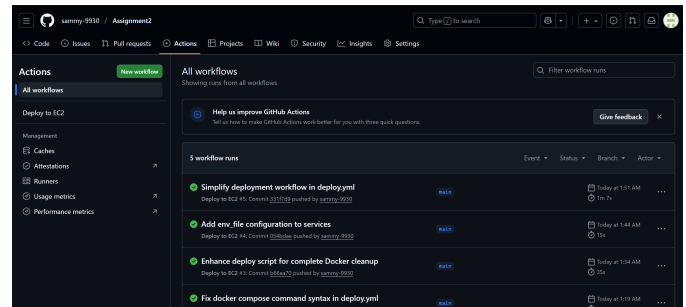 sammy-9930 / Assignment2
Type / to search
Code Issues Pull requests Actions Projects Wiki Security Insights Settings
Actions
New workflow
All workflows
Deploy to EC2
Management
Caches
Attestations
Runners
Usage metrics
Performance metrics
All workflows
Showing runs from all workflows
Filter workflow runs
Help us improve GitHub Actions
Tell us how to make GitHub Actions work better for you with three quick questions.
Give feedback
5 workflow runs
Event Status Branch Actor
Simplify deployment workflow in deploy.yml
Deploy to EC2 #5: Commit 331f7d9 pushed by sammy-9930
main
Today at 1:51 AM
1m 7s
Add env_file configuration to services
Deploy to EC2 #4: Commit 054bdae pushed by sammy-9930
main
Today at 1:44 AM
15s
Enhance deploy script for complete Docker cleanup
Deploy to EC2 #3: Commit b66aa70 pushed by sammy-9930
main
Today at 1:34 AM
35s
Fix docker compose command syntax in deploy.yml
main
Today at 1:19 AM